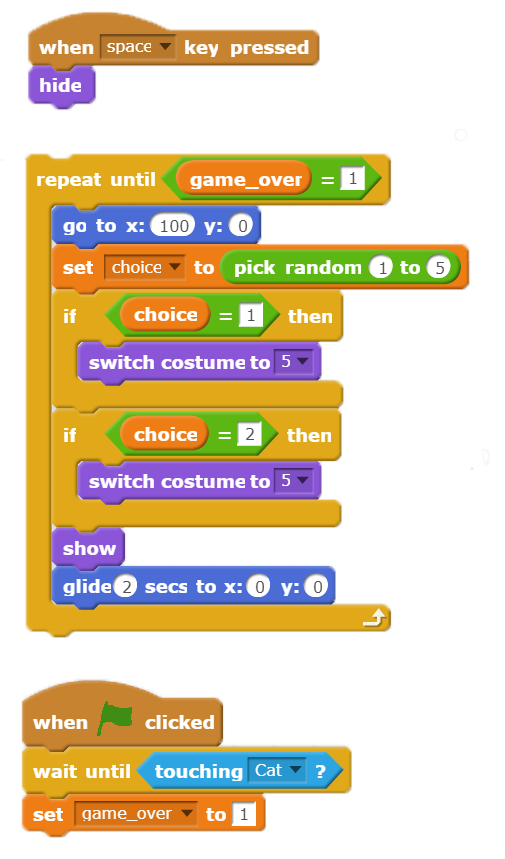 when space key pressed
hide
repeat until game_over = 1
go to x: 100 y: 0
set choice to pick random 1 to 5
if choice = 1 then
switch costume to 5
if choice = 2 then
switch costume to 5
show
glide 2 secs to x: 0 y: 0
when clicked
wait until touching Cat ?
set game_over to 1